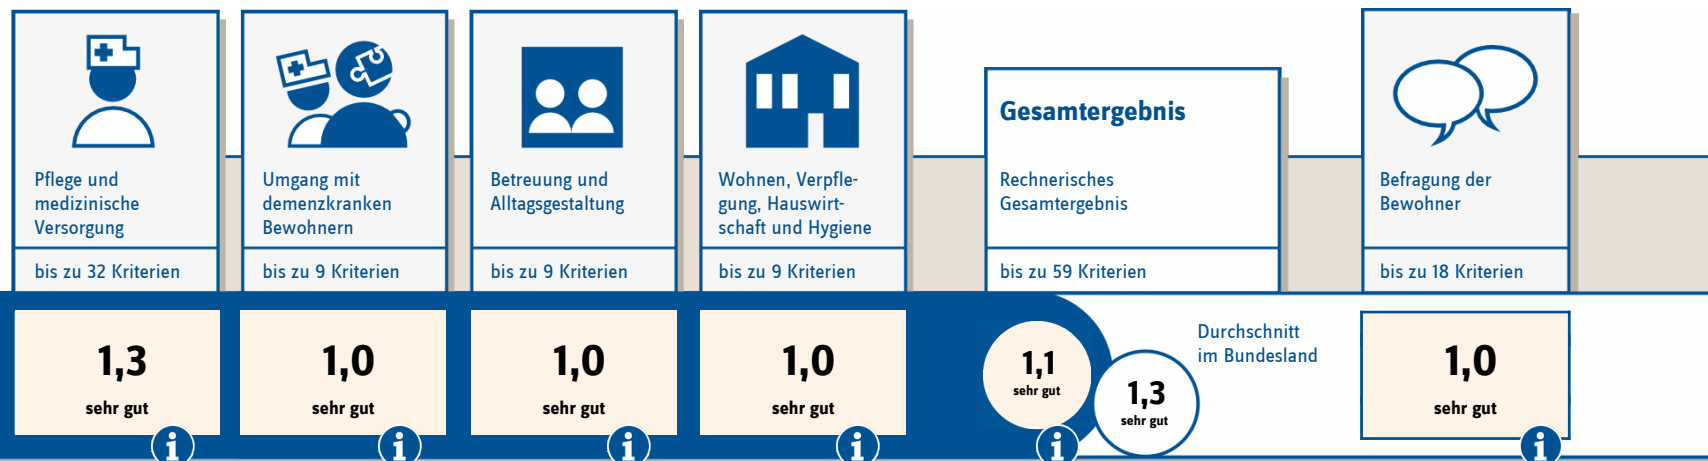 Pflege und
medizinische
Versorgung
bis zu 32 Kriterien
1,3
sehr gut
i
Umgang mit
demenzkranken
Bewohnern
bis zu 9 Kriterien
1,0
sehr gut
i
Betreuung und
Alltagsgestaltung
bis zu 9 Kriterien
1,0
sehr gut
i
Wohnen, Verpfle-
gung, Hauswirt-
schaft und Hygiene
bis zu 9 Kriterien
1,0
sehr gut
i
Gesamtergebnis
Rechnerisches
Gesamtergebnis
bis zu 59 Kriterien
1,1
sehr gut
i
Durchschnitt
im Bundesland
1,3
sehr gut
Befragung der
Bewohner
bis zu 18 Kriterien
1,0
sehr gut
i